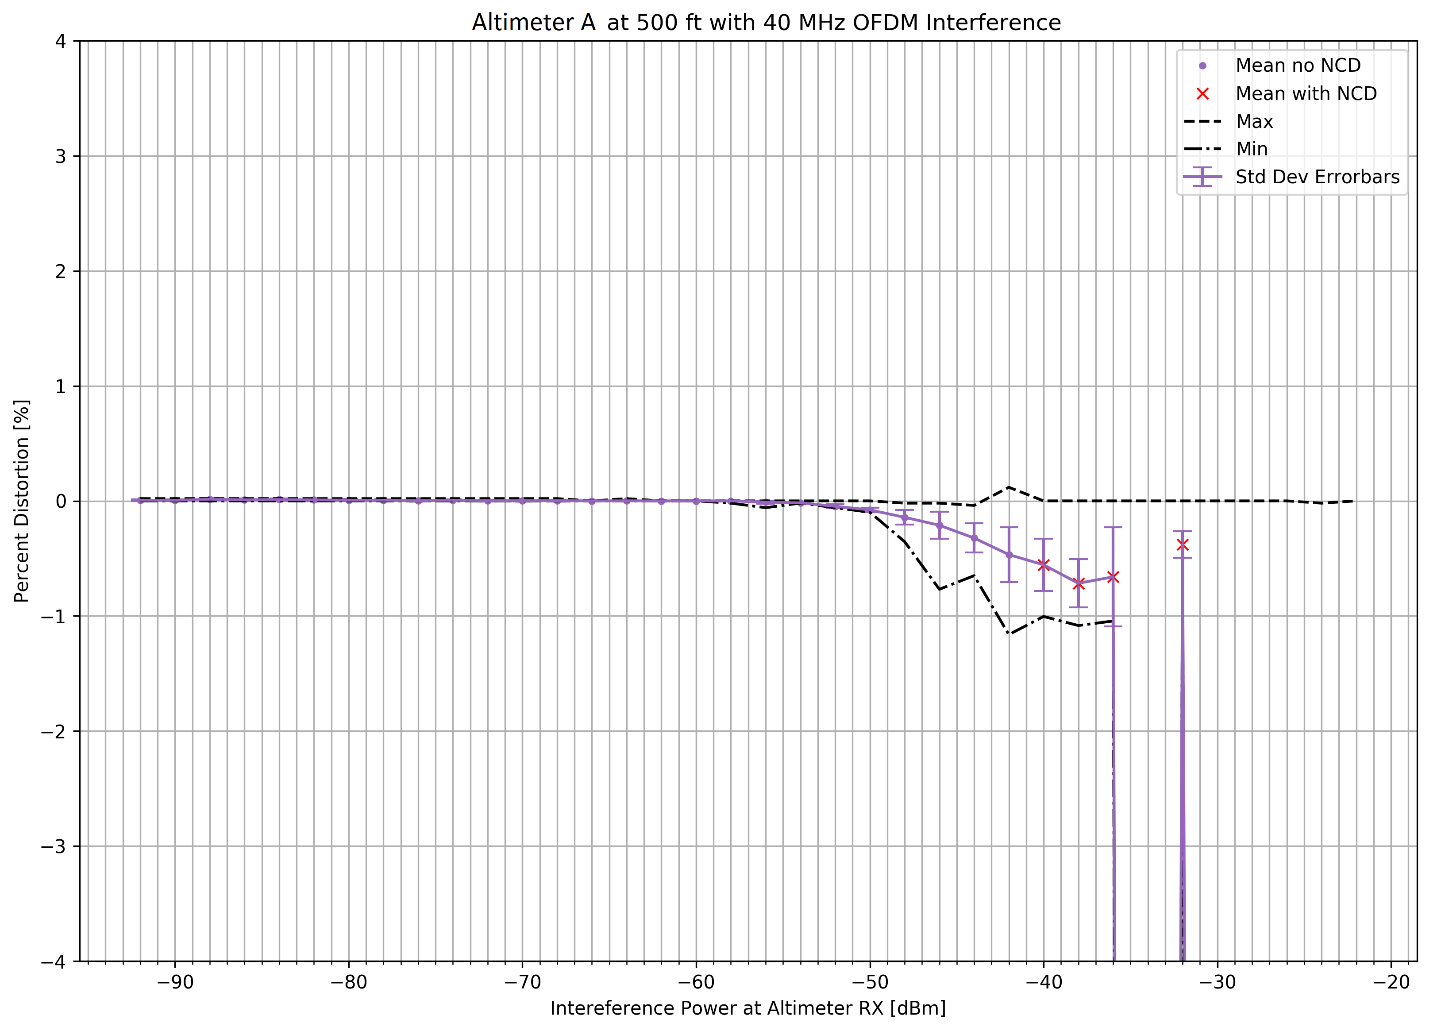 Altimeter A at 500 ft with 40 MHz OFDM Interference
Mean no NCD
Mean with NCD
Max
Min
Std Dev Errorbars
Percent Distortion [%]
4
3
2
1
0
−1
−2
−3
−4
−90 −80 −70 −60 −50 −40 −30 −20
Intereference Power at Altimeter RX [dBm]